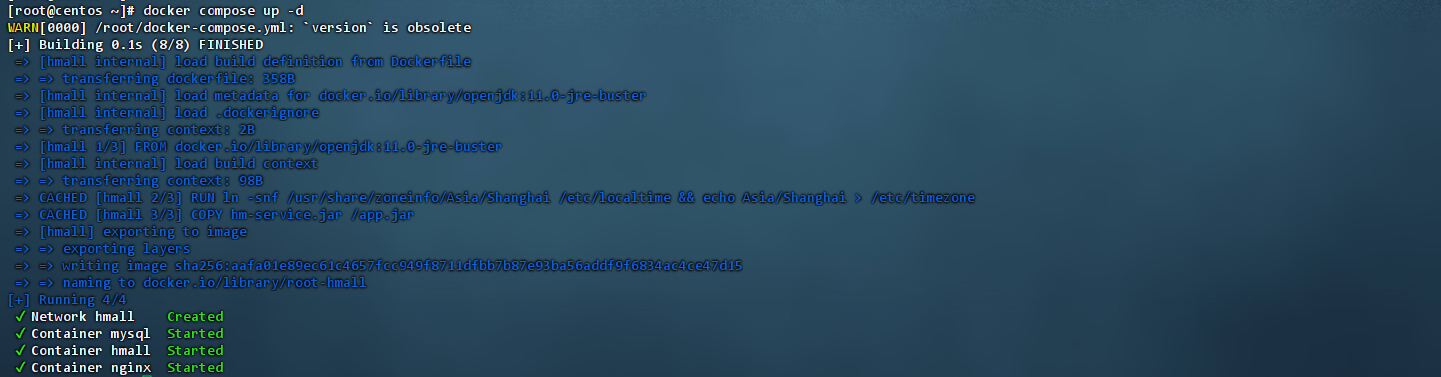 [root@centos ~]# docker compose up -d
WARN[0000] /root/docker-compose.yml: `version` is obsolete
[+] Building 0.1s (8/8) FINISHED
=> [hmall internal] load build definition from Dockerfile
=> => transferring dockerfile: 358B
=> [hmall internal] load metadata for docker.io/library/openjdk:11.0-jre-buster
=> [hmall internal] load .dockerignore
=> => transferring context: 2B
=> [hmall 1/3] FROM docker.io/library/openjdk:11.0-jre-buster
=> [hmall internal] load build context
=> => transferring context: 98B
=> CACHED [hmall 2/3] RUN ln -snf /usr/share/zoneinfo/Asia/Shanghai /etc/localtime && echo Asia/Shanghai > /etc/timezone
=> CACHED [hmall 3/3] COPY hm-service.jar /app.jar
=> [hmall] exporting to image
=> => exporting layers
=> => writing image sha256:aafa01e89ec61c4657fcc949f8711dfbb7b87e93ba56addf9f6834ac4ce47d15
=> => naming to docker.io/library/root-hmall
[+] Running 4/4
✓ Network hmall Created
✓ Container mysql Started
✓ Container hmall Started
✓ Container nginx Started